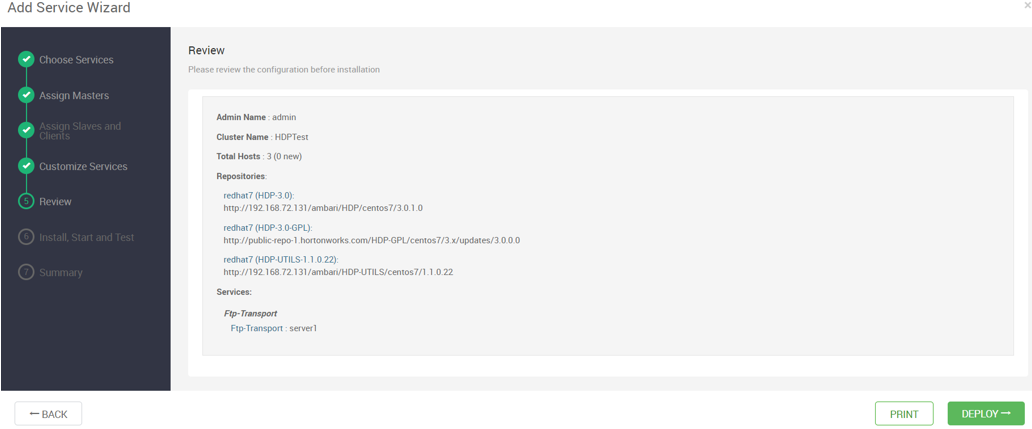 Add Service Wizard
×
Choose Services
Assign Masters
Assign Slaves and
Clients
Customize Services
5 Review
6 Install, Start and Test
7 Summary
Review
Please review the configuration before installation
Admin Name : admin
Cluster Name : HDPTest
Total Hosts : 3 (0 new)
Repositories:
redhat7 (HDP-3.0):
http://192.168.72.131/ambari/HDP/centos7/3.0.1.0
redhat7 (HDP-3.0-GPL):
http://public-repo-1.hortonworks.com/HDP-GPL/centos7/3.x/updates/3.0.0.0
redhat7 (HDP-UTILS-1.1.0.22):
http://192.168.72.131/ambari/HDP-UTILS/centos7/1.1.0.22
Services:
Ftp-Transport
Ftp-Transport : server1
← BACK
PRINT
DEPLOY →